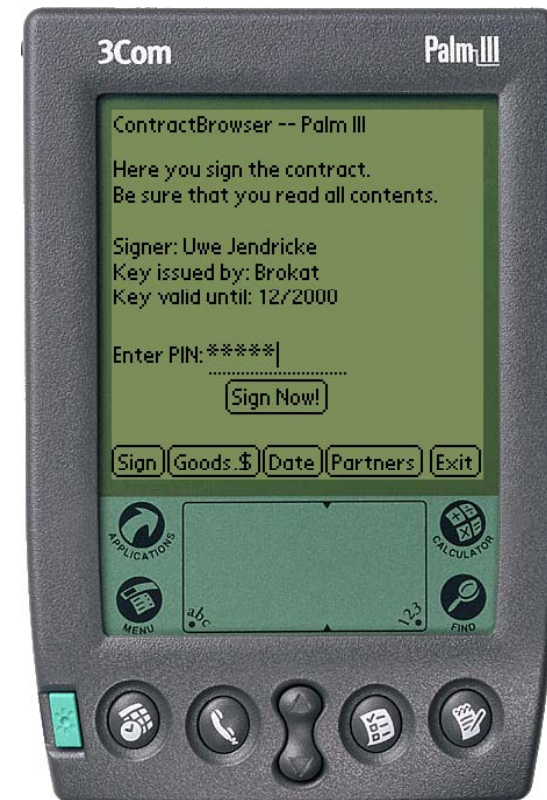 3Com Palm III
ContractBrowser -- Palm III
Here you sign the contract.
Be sure that you read all contents.
Signer: Uwe Jendricke
Key issued by: Brokat
Key valid until: 12/2000
Enter PIN: *****
Sign Now!
Sign Goods.$ Date Partners Exit
APPLICATIONS CALCULATOR
abc 123
MENU FIND